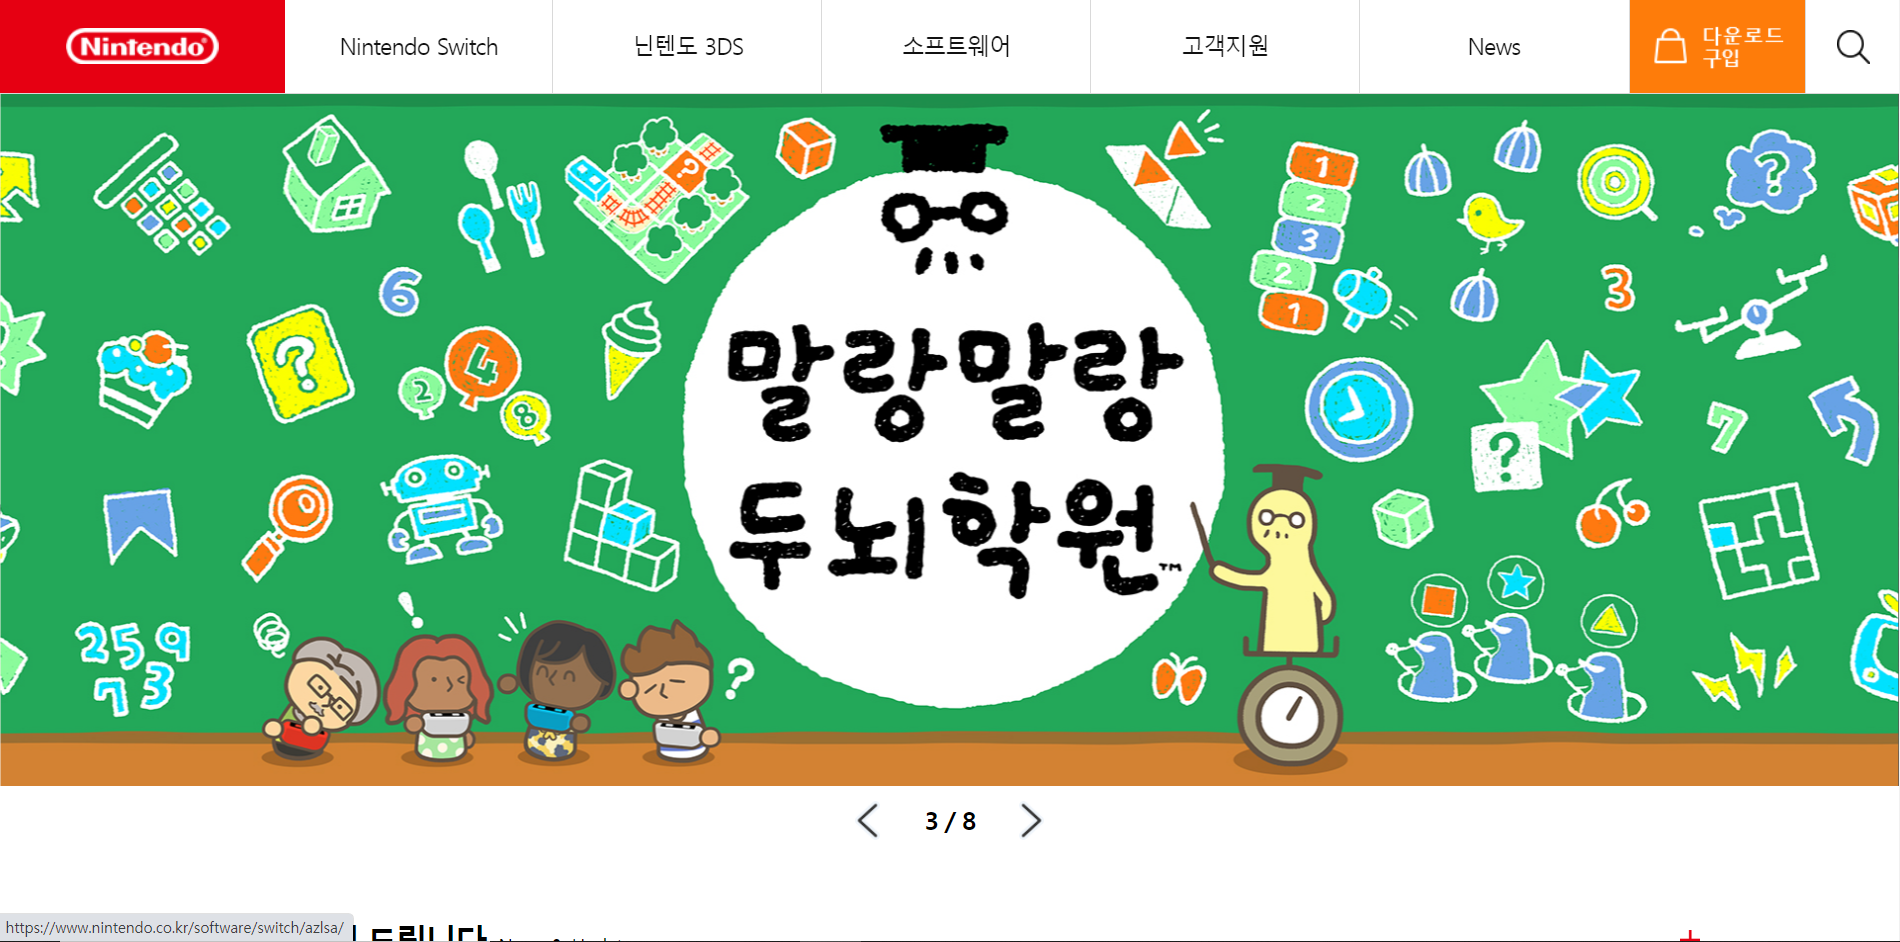 Nintendo®
Nintendo Switch
닌텐도 3DS
소프트웨어
고객지원
News
다운로드
구입
말랑말랑
두뇌학원™
?
6
?
2
4
8
1
2
3
2
1
?
3
7
?
2 5 9
7 3
!
?
3 / 8
https://www.nintendo.co.kr/software/switch/azlsa/
드립니다